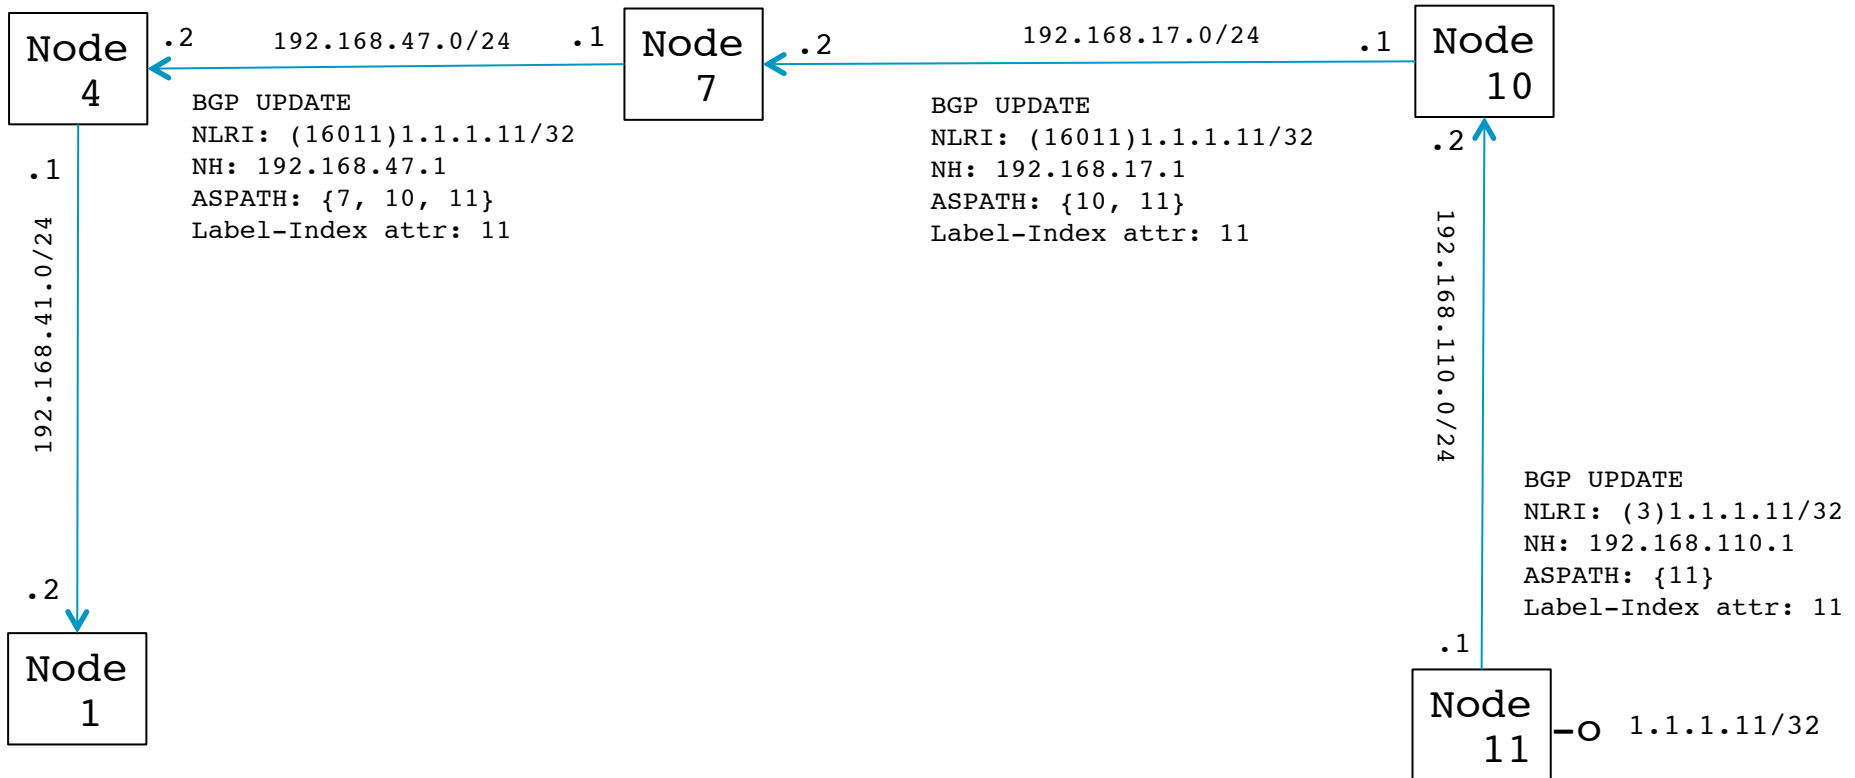 Node
4
.2
192.168.47.0/24
.1
Node
7
.2
192.168.17.0/24
.1
Node
10
BGP UPDATE
NLRI: (16011)1.1.1.11/32
NH: 192.168.47.1
ASPATH: {7, 10, 11}
Label-Index attr: 11
BGP UPDATE
NLRI: (16011)1.1.1.11/32
NH: 192.168.17.1
ASPATH: {10, 11}
Label-Index attr: 11
.1
192.168.41.0/24
.2
Node
1
.2
192.168.110.0/24
BGP UPDATE
NLRI: (3)1.1.1.11/32
NH: 192.168.110.1
ASPATH: {11}
Label-Index attr: 11
.1
Node
11
1.1.1.11/32